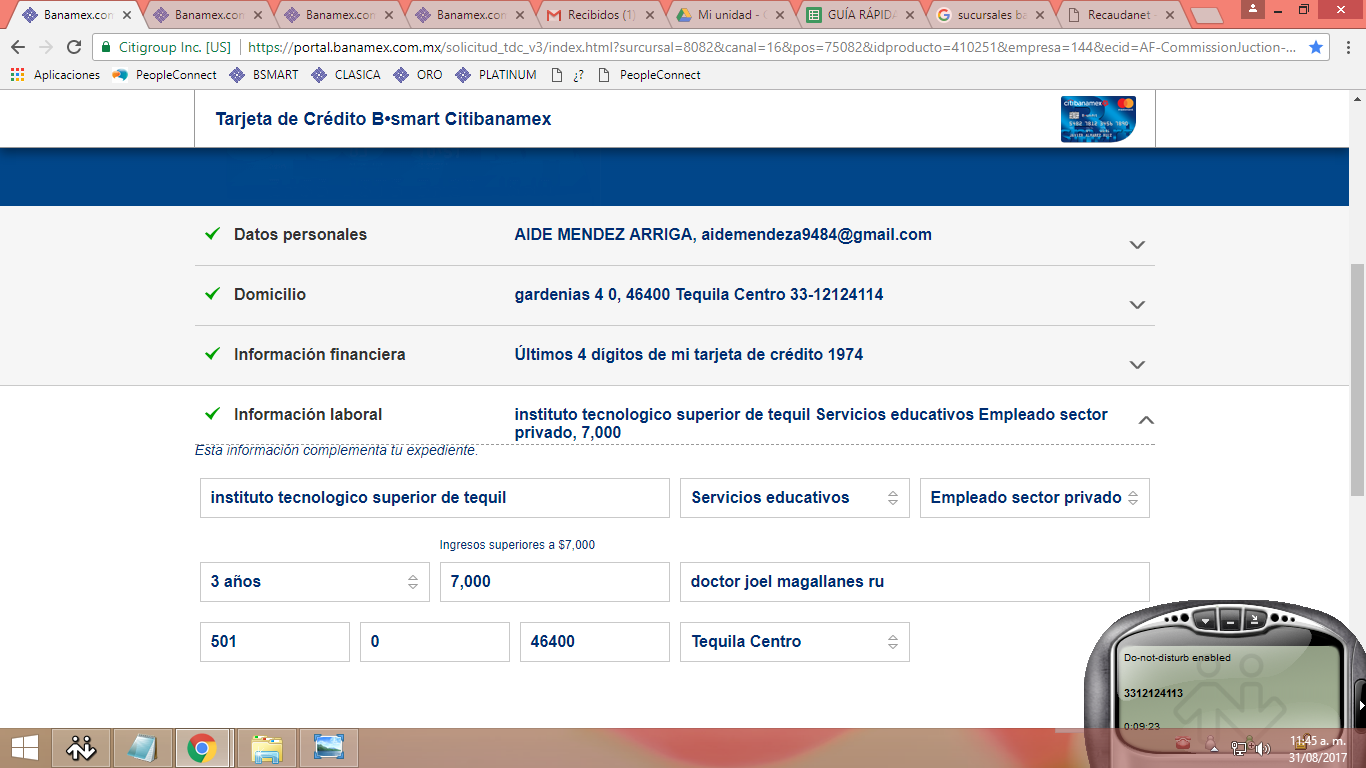 Banamex.con
Banamex.con
Banamex.con
Banamex.con
Recibidos (1)
Mi unidad -
GUÍA RÁPIDA
sucursales ba
Recaudanet -
Citigroup Inc. [US]
https://portal.banamex.com.mx/solicitud_tdc_v3/index.html?surcursal=8082&canal=16&pos=75082&idproducto=410251&empresa=144&ecid=AF-CommissionJuction-...
Aplicaciones
PeopleConnect
BSMART
CLASICA
ORO
PLATINUM
¿?
PeopleConnect
Tarjeta de Crédito B•smart Citibanamex
citibanamex
Datos personales
AIDE MENDEZ ARRIGA, aidemendeza9484@gmail.com
Domicilio
gardenias 4 0, 46400 Tequila Centro 33-12124114
Información financiera
Últimos 4 dígitos de mi tarjeta de crédito 1974
Información laboral
instituto tecnologico superior de tequil Servicios educativos Empleado sector
privado, 7,000
Esta información complementa tu expediente.
instituto tecnologico superior de tequil
Servicios educativos
Empleado sector privado
Ingresos superiores a $7,000
3 años
7,000
doctor joel magallanes ru
501
0
46400
Tequila Centro
Do-not-disturb enabled
3312124113
0:09:23
11:45 a. m.
31/08/2017